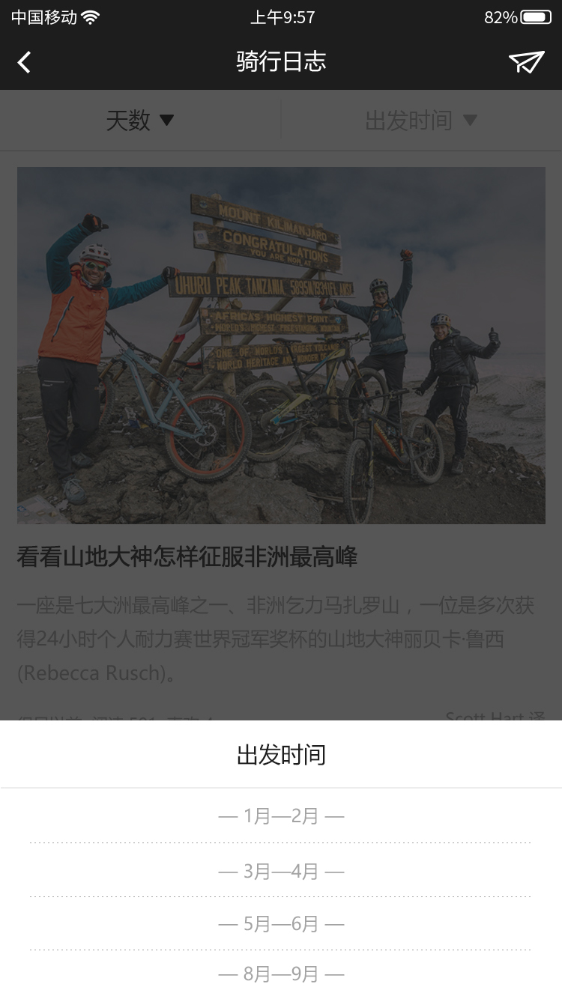 中国移动 上午9:57 82%
骑行日志
天数 ▼ 出发时间 ▼
MOUNT KILIMANJARO
CONGRATULATIONS
YOU ARE NOW AT
UHURU PEAK TANZANIA 5895M/19341FT. AMSL
AFRICA'S HIGHEST POINT
WORLD'S HIGHEST FREESTANDING MOUNTAIN
ONE OF WORLD'S LARGEST VOLCANOES
WORLD HERITAGE AND WONDER OF
看看山地大神怎样征服非洲最高峰
一座是七大洲最高峰之一、非洲乞力马扎罗山，一位是多次获
得24小时个人耐力赛世界冠军奖杯的山地大神丽贝卡·鲁西
(Rebecca Rusch)。
Scott Hart 译
出发时间
— 1月—2月 —
— 3月—4月 —
— 5月—6月 —
— 8月—9月 —